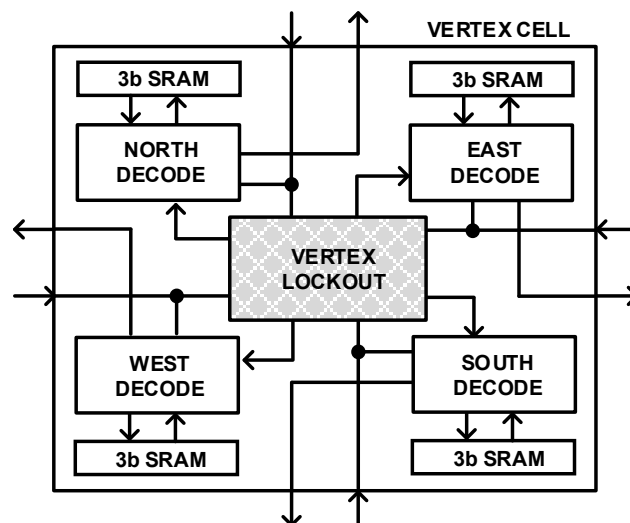 VERTEX CELL
3b SRAM
3b SRAM
NORTH
DECODE
EAST
DECODE
VERTEX
LOCKOUT
WEST
DECODE
SOUTH
DECODE
3b SRAM
3b SRAM